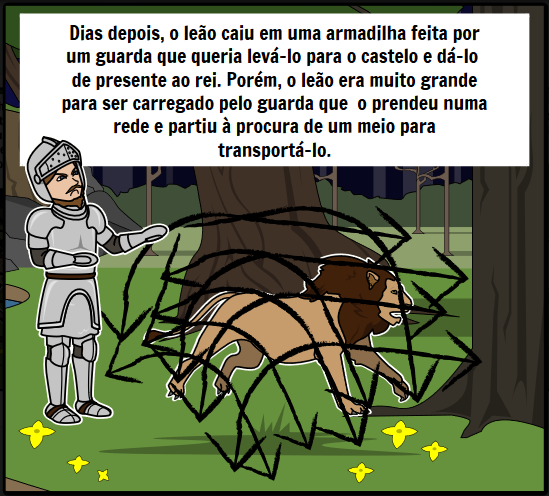 Dias depois, o leão caiu em uma armadilha feita por
um guarda que queria levá-lo para o castelo e dá-lo
de presente ao rei. Porém, o leão era muito grande
para ser carregado pelo guarda que o prendeu numa
rede e partiu à procura de um meio para
transportá-lo.